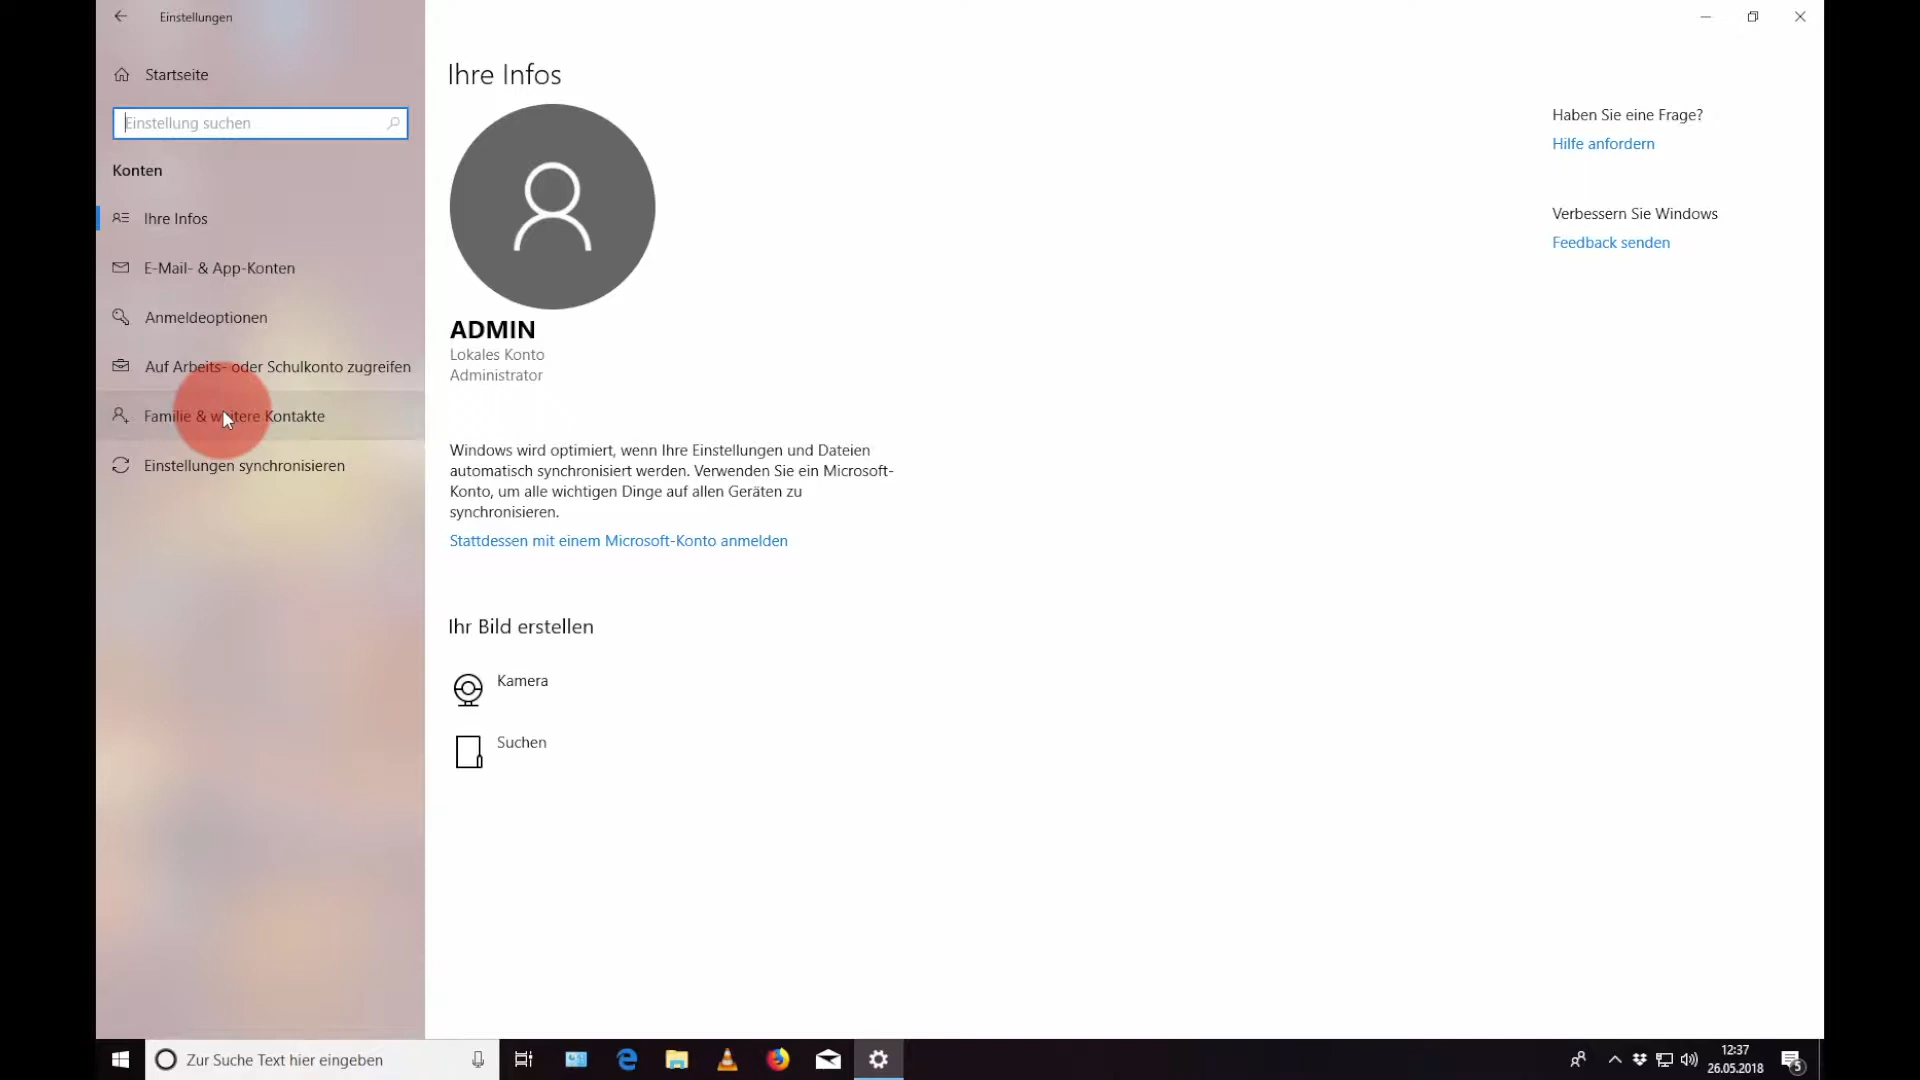 Einstellungen
Startseite
Einstellung suchen
Konten
Ihre Infos
E-Mail- & App-Konten
Anmeldeoptionen
Auf Arbeits- oder Schulkonto zugreifen
Familie & weitere Kontakte
Einstellungen synchronisieren
Ihre Infos
ADMIN
Lokales Konto
Administrator
Windows wird optimiert, wenn Ihre Einstellungen und Dateien
automatisch synchronisiert werden. Verwenden Sie ein Microsoft-
Konto, um alle wichtigen Dinge auf allen Geräten zu
synchronisieren.
Stattdessen mit einem Microsoft-Konto anmelden
Ihr Bild erstellen
Kamera
Suchen
Haben Sie eine Frage?
Hilfe anfordern
Verbessern Sie Windows
Feedback senden
Zur Suche Text hier eingeben
12:37
26.05.2018
5